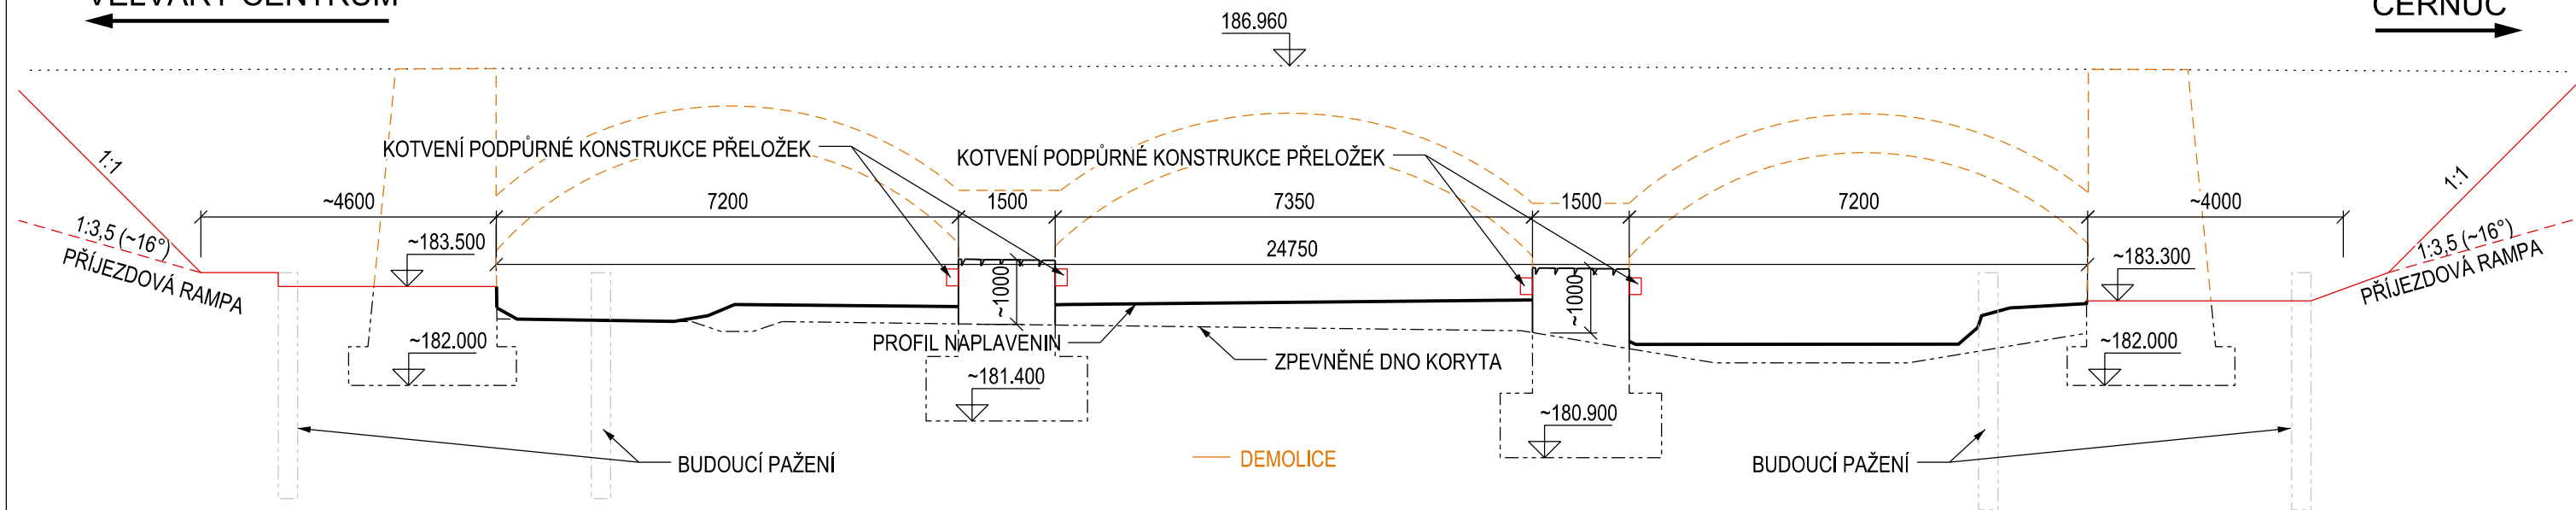 VELVARY CENTRUM
ČERNUC
186.960
KOTVENÍ PODPŮRNÉ KONSTRUKCE PŘELOŽEK
KOTVENÍ PODPŮRNÉ KONSTRUKCE PŘELOŽEK
1:1
1:1
~4600
7200
1500
7350
1500
7200
~4000
1:3,5 (~16°)
PŘÍJEZDOVÁ RAMPA
~183.500
24750
~183.300
1:3,5 (~16°)
PŘÍJEZDOVÁ RAMPA
~1000
~1000
~182.000
PROFIL NAPLAVENIN
ZPEVNĚNÉ DNO KORYTA
~182.000
~181.400
~180.900
BUDOUCÍ PAŽENÍ
DEMOLICE
BUDOUCÍ PAŽENÍ